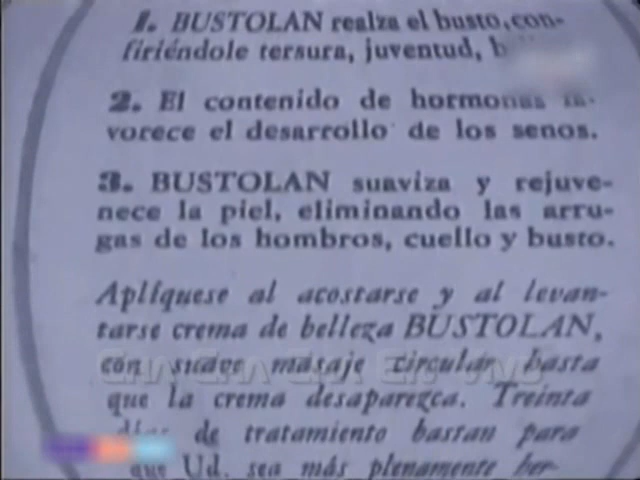 1. BUSTOLAN realza el busto, con-
firiéndole tersura, juventud,
2. El contenido de hormonas fa-
vorece el desarrollo de los senos.
3. BUSTOLAN suaviza y rejuve-
nece la piel, eliminando las arru-
gas de los hombros, cuello y busto.
Aplíquese al acostarse y al levan-
tarse crema de belleza BUSTOLAN,
con suave masaje circular hasta
que la crema desaparezca. Treinta
días de tratamiento bastan para
que Ud. sea más plenamente her-